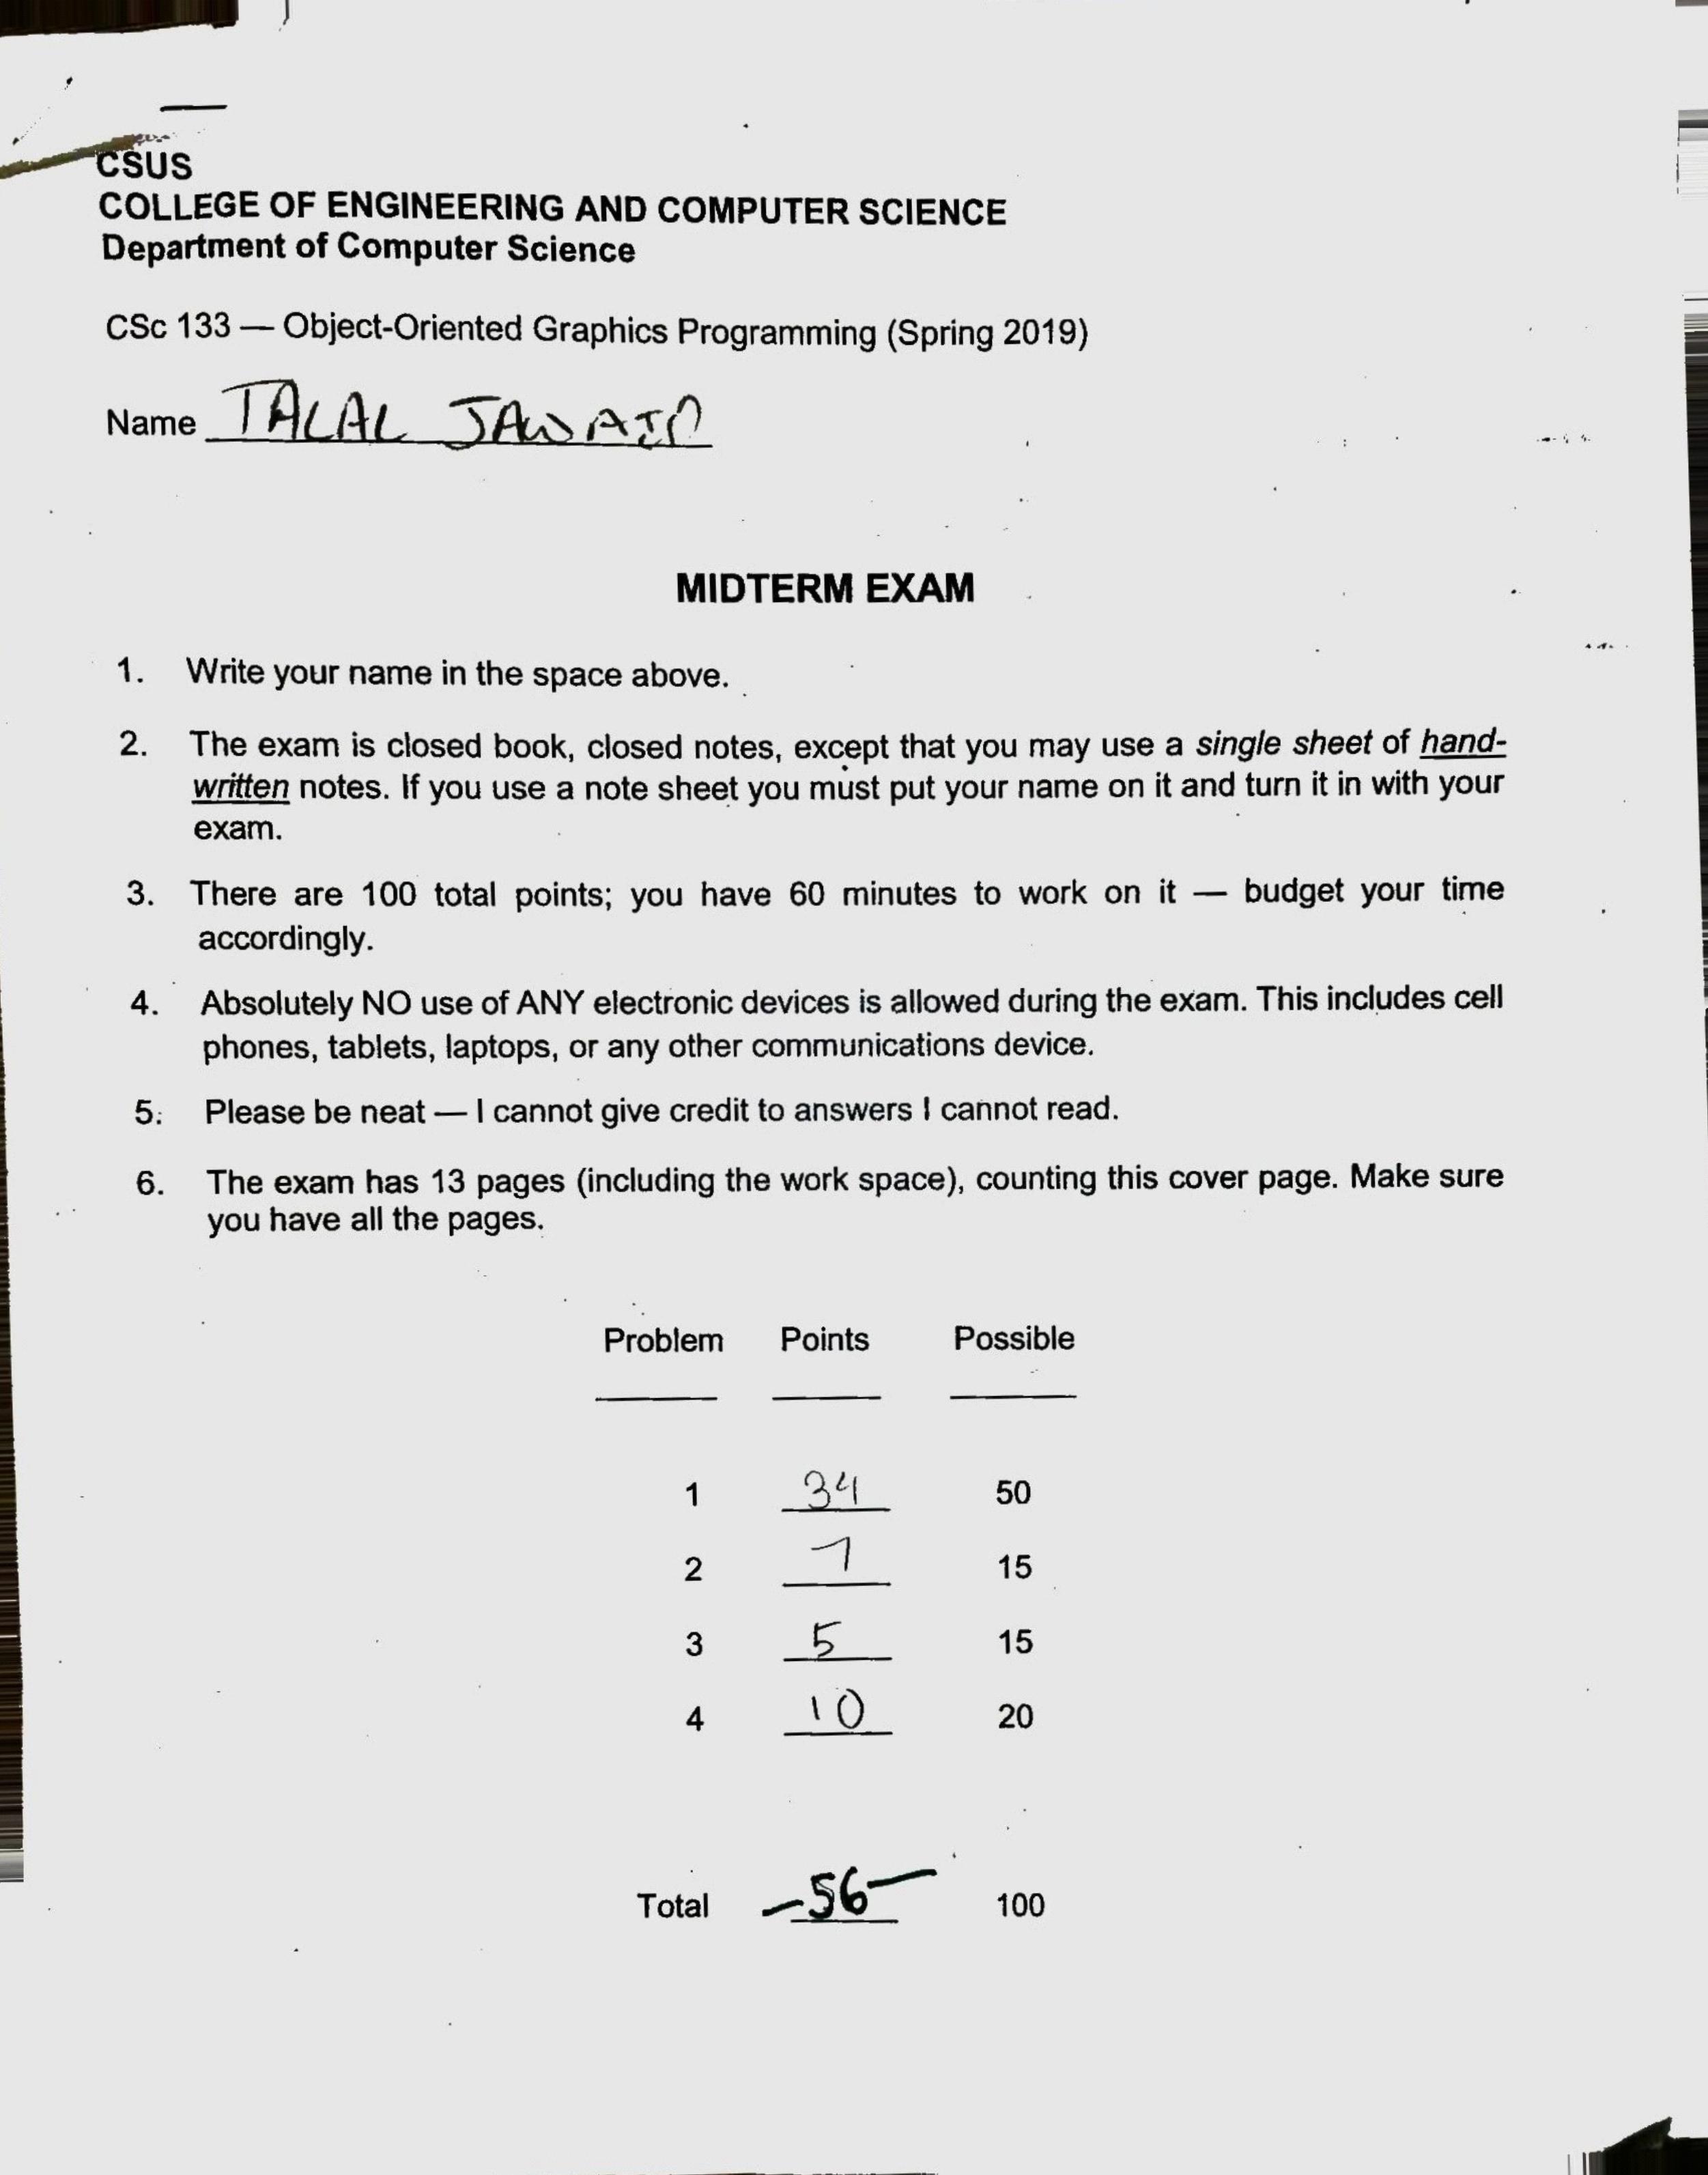 CSUS
COLLEGE OF ENGINEERING AND COMPUTER SCIENCE
Department of Computer Science
CSc 133 — Object-Oriented Graphics Programming (Spring 2019)
Name TALAL JAWAID
MIDTERM EXAM
1. Write your name in the space above.
2. The exam is closed book, closed notes, except that you may use a single sheet of hand-
written notes. If you use a note sheet you must put your name on it and turn it in with your
exam.
3. There are 100 total points; you have 60 minutes to work on it — budget your time
accordingly.
4. Absolutely NO use of ANY electronic devices is allowed during the exam. This includes cell
phones, tablets, laptops, or any other communications device.
5. Please be neat — I cannot give credit to answers I cannot read.
6. The exam has 13 pages (including the work space), counting this cover page. Make sure
you have all the pages.
Problem Points Possible
1 34 50
2 7 15
3 5 15
4 10 20
Total 56 100